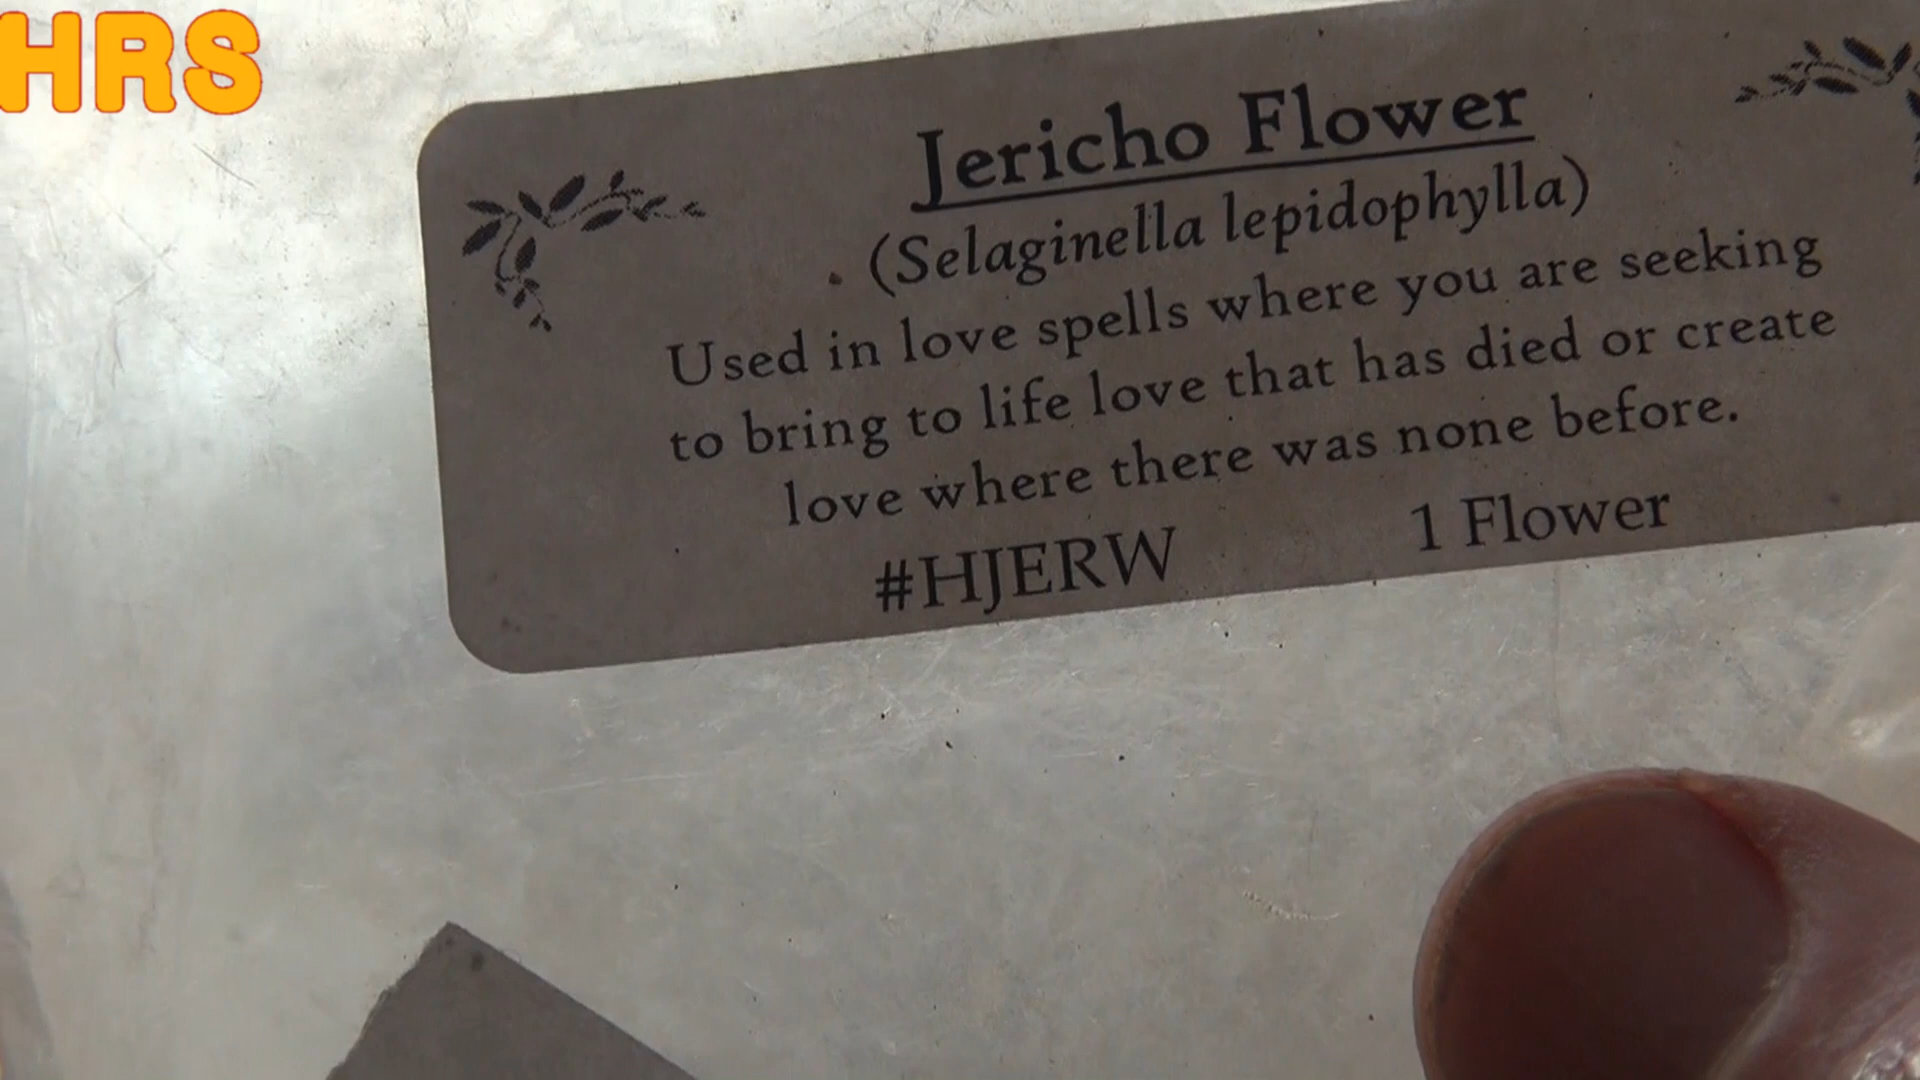 HRS
Jericho Flower
(Selaginella lepidophylla)
Used in love spells where you are seeking
to bring to life love that has died or create
love where there was none before.
#HJERW 1 Flower